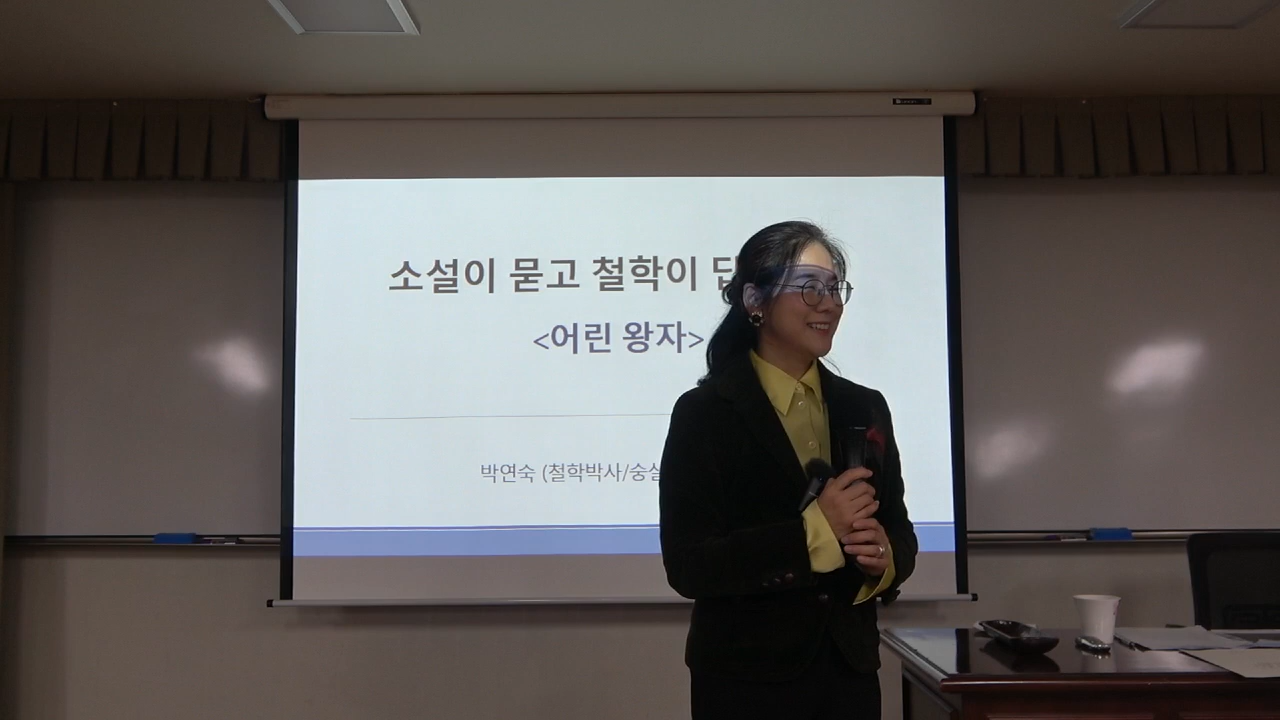 소설이 묻고 철학이
<어린 왕자>
박연숙 (철학박사/숭실